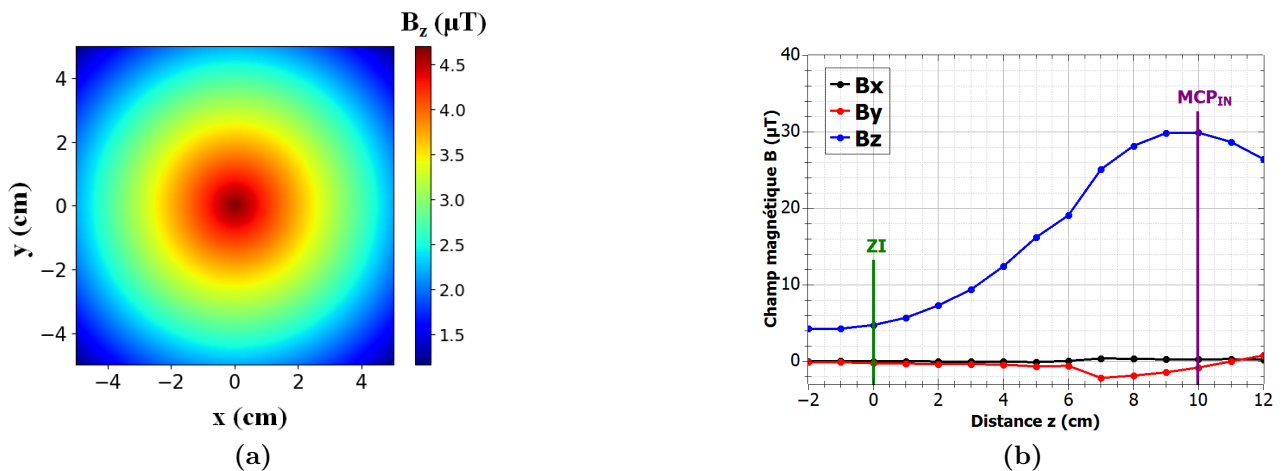 B_z (µT)
4
2
0
−2
−4
y (cm)
−4
−2
0
2
4
x (cm)
4.5
4.0
3.5
3.0
2.5
2.0
1.5
(a)
40
30
20
10
0
Champ magnétique B (µT)
Bx
By
Bz
ZI
MCP_IN
−2
0
2
4
6
8
10
12
Distance z (cm)
(b)